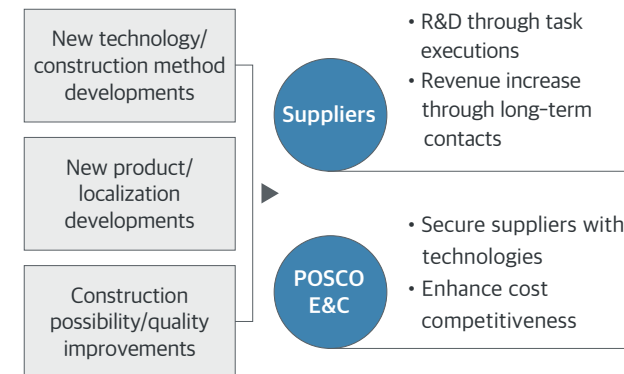 New technology/
construction method
developments
New product/
localization
developments
Construction
possibility/quality
improvements
Suppliers
• R&D through task
executions
• Revenue increase
through long-term
contacts
POSCO
E&C
• Secure suppliers with
technologies
• Enhance cost
competitiveness